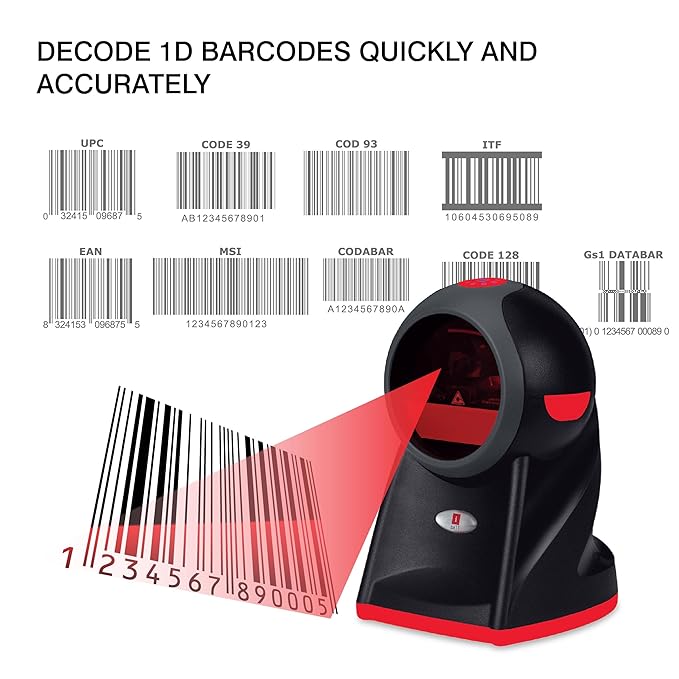 DECODE 1D BARCODES QUICKLY AND
ACCURATELY
UPC
CODE 39
COD 93
ITF
0 32415 09687 5
AB12345678901
10604530695089
EAN
MSI
CODABAR
CODE 128
Gs1 DATABAR
8 324153 096875 5
1234567890123
A1234567890A
01) 0 1234567 00089 0
1 234567 890005